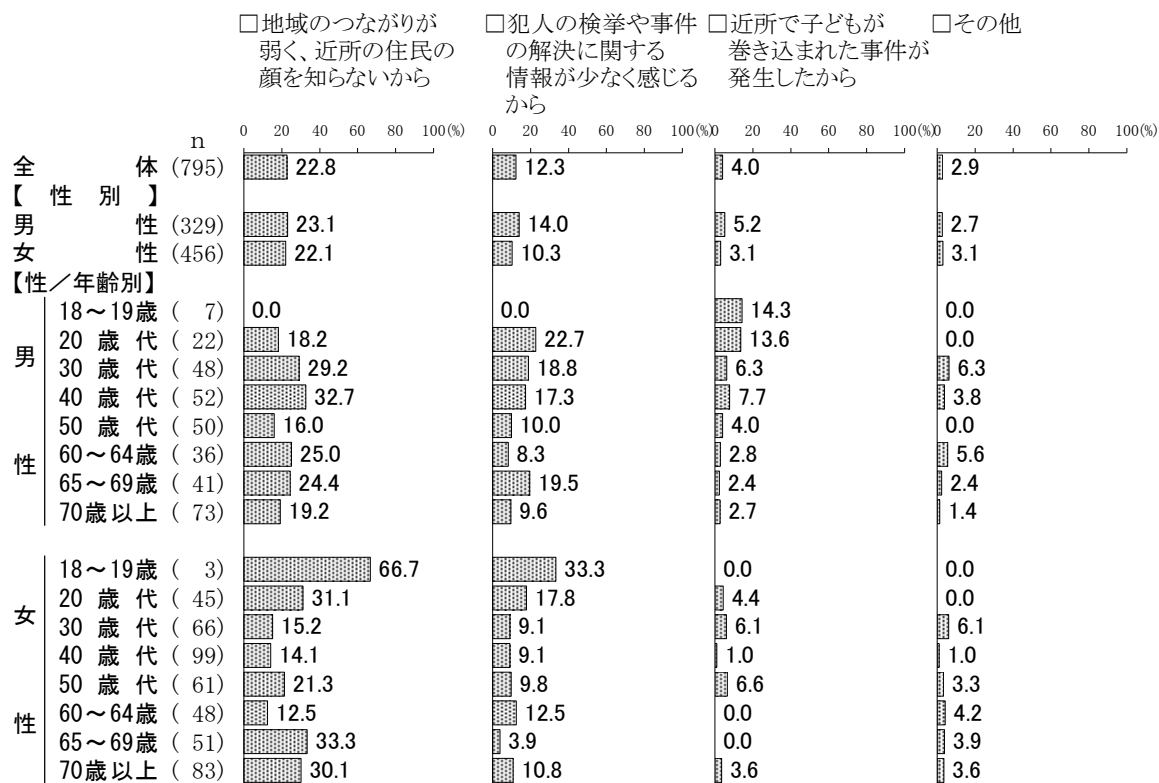 □地域のつながりが
弱く、近所の住民の
顔を知らないから
□犯人の検挙や事件
の解決に関する
情報が少なく感じる
から
□近所で子どもが
巻き込まれた事件が
発生したから
□その他
n 0 20 40 60 80 100(%) 0 20 40 60 80 100(%) 0 20 40 60 80 100(%) 0 20 40 60 80 100(%)
全体 (795) 22.8 12.3 4.0 2.9
【性別】
男性 (329) 23.1 14.0 5.2 2.7
女性 (456) 22.1 10.3 3.1 3.1
【性／年齢別】
男性
18～19歳 ( 7) 0.0 0.0 14.3 0.0
20歳代 ( 22) 18.2 22.7 13.6 0.0
30歳代 ( 48) 29.2 18.8 6.3 6.3
40歳代 ( 52) 32.7 17.3 7.7 3.8
50歳代 ( 50) 16.0 10.0 4.0 0.0
60～64歳 ( 36) 25.0 8.3 2.8 5.6
65～69歳 ( 41) 24.4 19.5 2.4 2.4
70歳以上 ( 73) 19.2 9.6 2.7 1.4
女性
18～19歳 ( 3) 66.7 33.3 0.0 0.0
20歳代 ( 45) 31.1 17.8 4.4 0.0
30歳代 ( 66) 15.2 9.1 6.1 6.1
40歳代 ( 99) 14.1 9.1 1.0 1.0
50歳代 ( 61) 21.3 9.8 6.6 3.3
60～64歳 ( 48) 12.5 12.5 0.0 4.2
65～69歳 ( 51) 33.3 3.9 0.0 3.9
70歳以上 ( 83) 30.1 10.8 3.6 3.6